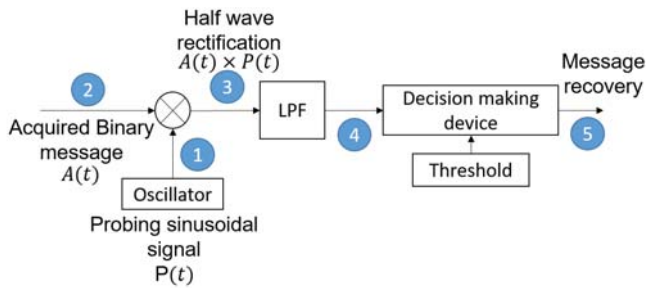 Half wave
rectification
A(t) × P(t)
3
2
Acquired Binary
message
A(t)
1
Oscillator
Probing sinusoidal
signal
P(t)
LPF
4
Decision making
device
Threshold
Message
recovery
5